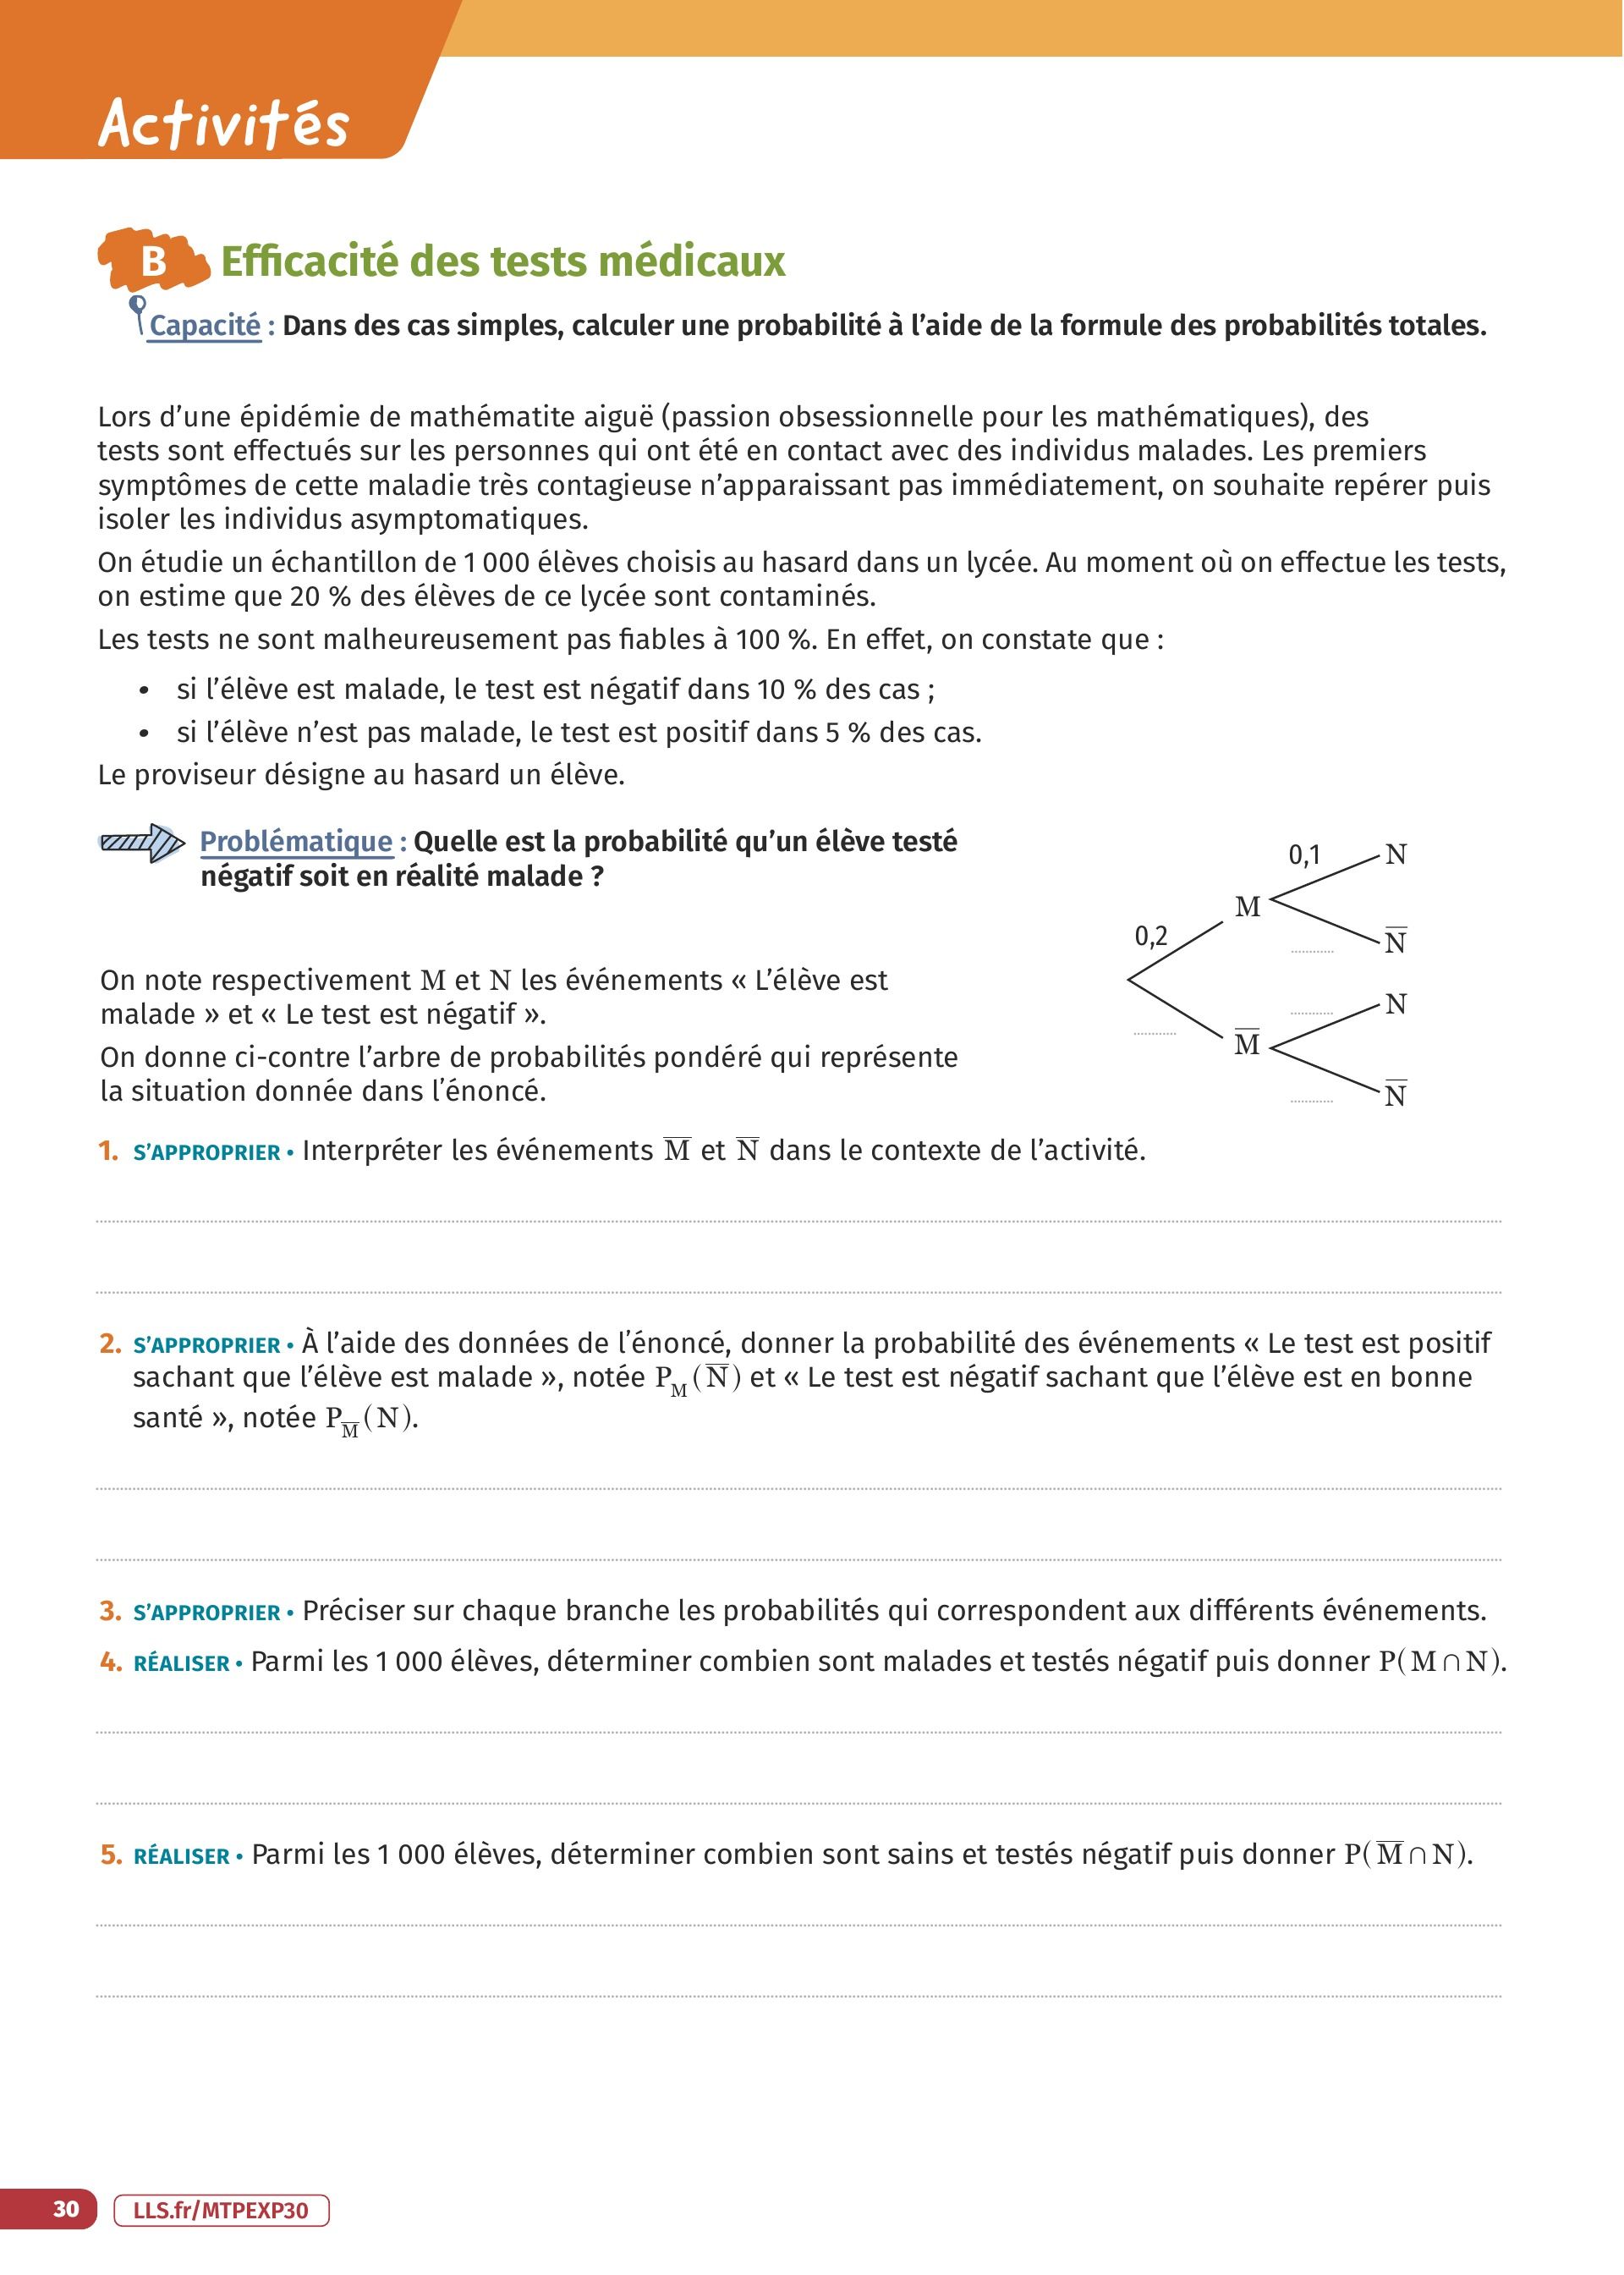 Activités
B Efficacité des tests médicaux
Capacité : Dans des cas simples, calculer une probabilité à l’aide de la formule des probabilités totales.
Lors d’une épidémie de mathématite aiguë (passion obsessionnelle pour les mathématiques), des
tests sont effectués sur les personnes qui ont été en contact avec des individus malades. Les premiers
symptômes de cette maladie très contagieuse n’apparaissant pas immédiatement, on souhaite repérer puis
isoler les individus asymptomatiques.
On étudie un échantillon de 1 000 élèves choisis au hasard dans un lycée. Au moment où on effectue les tests,
on estime que 20 % des élèves de ce lycée sont contaminés.
Les tests ne sont malheureusement pas fiables à 100 %. En effet, on constate que :
• si l’élève est malade, le test est négatif dans 10 % des cas ;
• si l’élève n’est pas malade, le test est positif dans 5 % des cas.
Le proviseur désigne au hasard un élève.
Problématique : Quelle est la probabilité qu’un élève testé
négatif soit en réalité malade ?
On note respectivement M et N les événements « L’élève est
malade » et « Le test est négatif ».
On donne ci-contre l’arbre de probabilités pondéré qui représente
la situation donnée dans l’énoncé.
0,1
N
M
0,2
N̅
N
M̅
N̅
1. S’APPROPRIER • Interpréter les événements M̅ et N̅ dans le contexte de l’activité.
2. S’APPROPRIER • À l’aide des données de l’énoncé, donner la probabilité des événements « Le test est positif
sachant que l’élève est malade », notée P_M(N̅) et « Le test est négatif sachant que l’élève est en bonne
santé », notée P_M̅(N).
3. S’APPROPRIER • Préciser sur chaque branche les probabilités qui correspondent aux différents événements.
4. RÉALISER • Parmi les 1 000 élèves, déterminer combien sont malades et testés négatif puis donner P(M∩N).
5. RÉALISER • Parmi les 1 000 élèves, déterminer combien sont sains et testés négatif puis donner P(M̅∩N).
30 LLS.fr/MTPEXP30